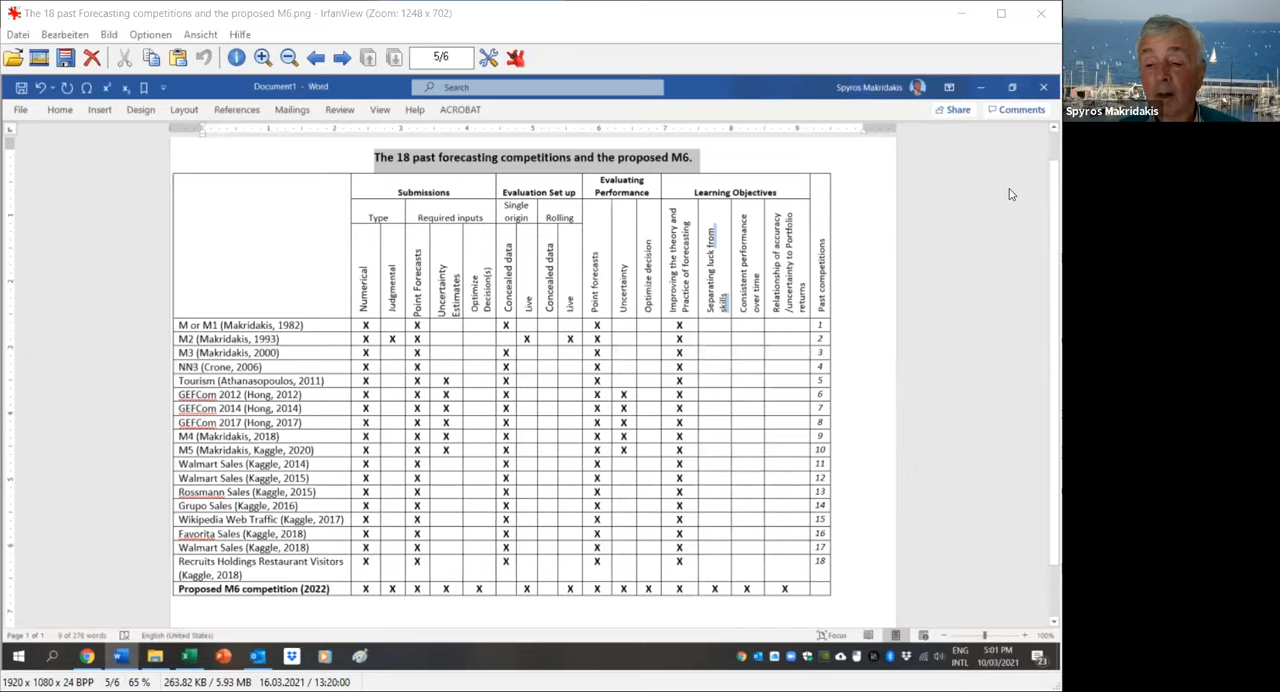 The 18 past Forecasting competitions and the proposed M6.png - IrfanView (Zoom: 1248 x 702)
Datei Bearbeiten Bild Optionen Ansicht Hilfe
5/6
Document1 - Word
Search
Spyros Makridakis
File Home Insert Design Layout References Mailings Review View Help ACROBAT
Share Comments
Spyros Makridakis
The 18 past forecasting competitions and the proposed M6.
Submissions Evaluation Set up Evaluating Performance Learning Objectives
Type Required inputs Single origin Rolling
Numerical
Judgmental
Point Forecasts
Uncertainty Estimates
Optimize Decision(s)
Concealed data
Live
Concealed data
Live
Point forecasts
Uncertainty
Optimize decision
Improving the theory and Practice of forecasting
Separating luck from skills
Consistent performance over time
Relationship of accuracy /uncertainty to Portfolio returns
Past competitions
M or M1 (Makridakis, 1982) X X X X X 1
M2 (Makridakis, 1993) X X X X X X X 2
M3 (Makridakis, 2000) X X X X X 3
NN3 (Crone, 2006) X X X X X 4
Tourism (Athanasopoulos, 2011) X X X X X X 5
GEFCom 2012 (Hong, 2012) X X X X X X X 6
GEFCom 2014 (Hong, 2014) X X X X X X X 7
GEFCom 2017 (Hong, 2017) X X X X X X X 8
M4 (Makridakis, 2018) X X X X X X X 9
M5 (Makridakis, Kaggle, 2020) X X X X X X X 10
Walmart Sales (Kaggle, 2014) X X X X X 11
Walmart Sales (Kaggle, 2015) X X X X X 12
Rossmann Sales (Kaggle, 2015) X X X X X 13
Grupo Sales (Kaggle, 2016) X X X X X 14
Wikipedia Web Traffic (Kaggle, 2017) X X X X X 15
Favorita Sales (Kaggle, 2018) X X X X X 16
Walmart Sales (Kaggle, 2018) X X X X X 17
Recruits Holdings Restaurant Visitors X X X X X 18
(Kaggle, 2018)
Proposed M6 competition (2022) X X X X X X X X X X X X X X
Page 1 of 1 9 of 276 words English (United States) Focus 100%
ENG 5:01 PM
INTL 10/03/2021 23
1920 x 1080 x 24 BPP 5/6 65 % 263.82 KB / 5.93 MB 16.03.2021 / 13:20:00